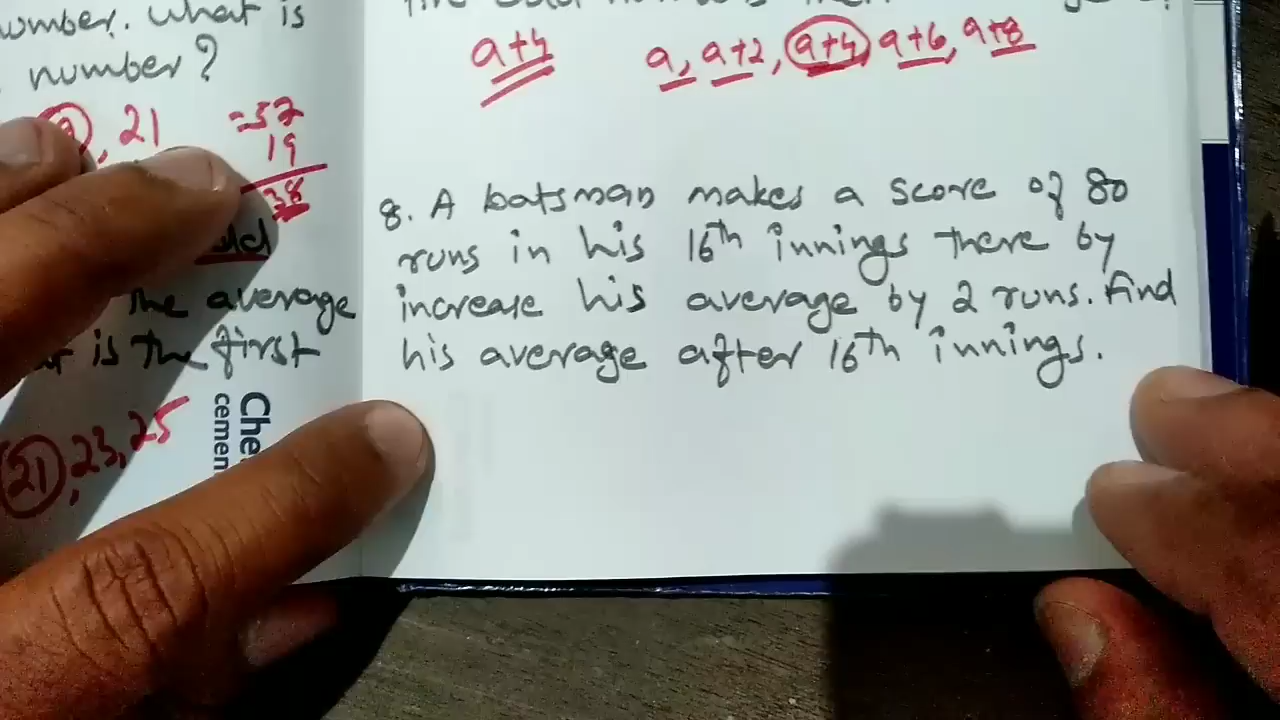 number. What is
number?
, 21
=57
19
38
the average
is the first
21, 23, 25
Che
cemen
a+4
a, a+2, a+4, a+6, a+8
8. A batsman makes a score of 80
runs in his 16th innings there by
increase his average by 2 runs. Find
his average after 16th innings.